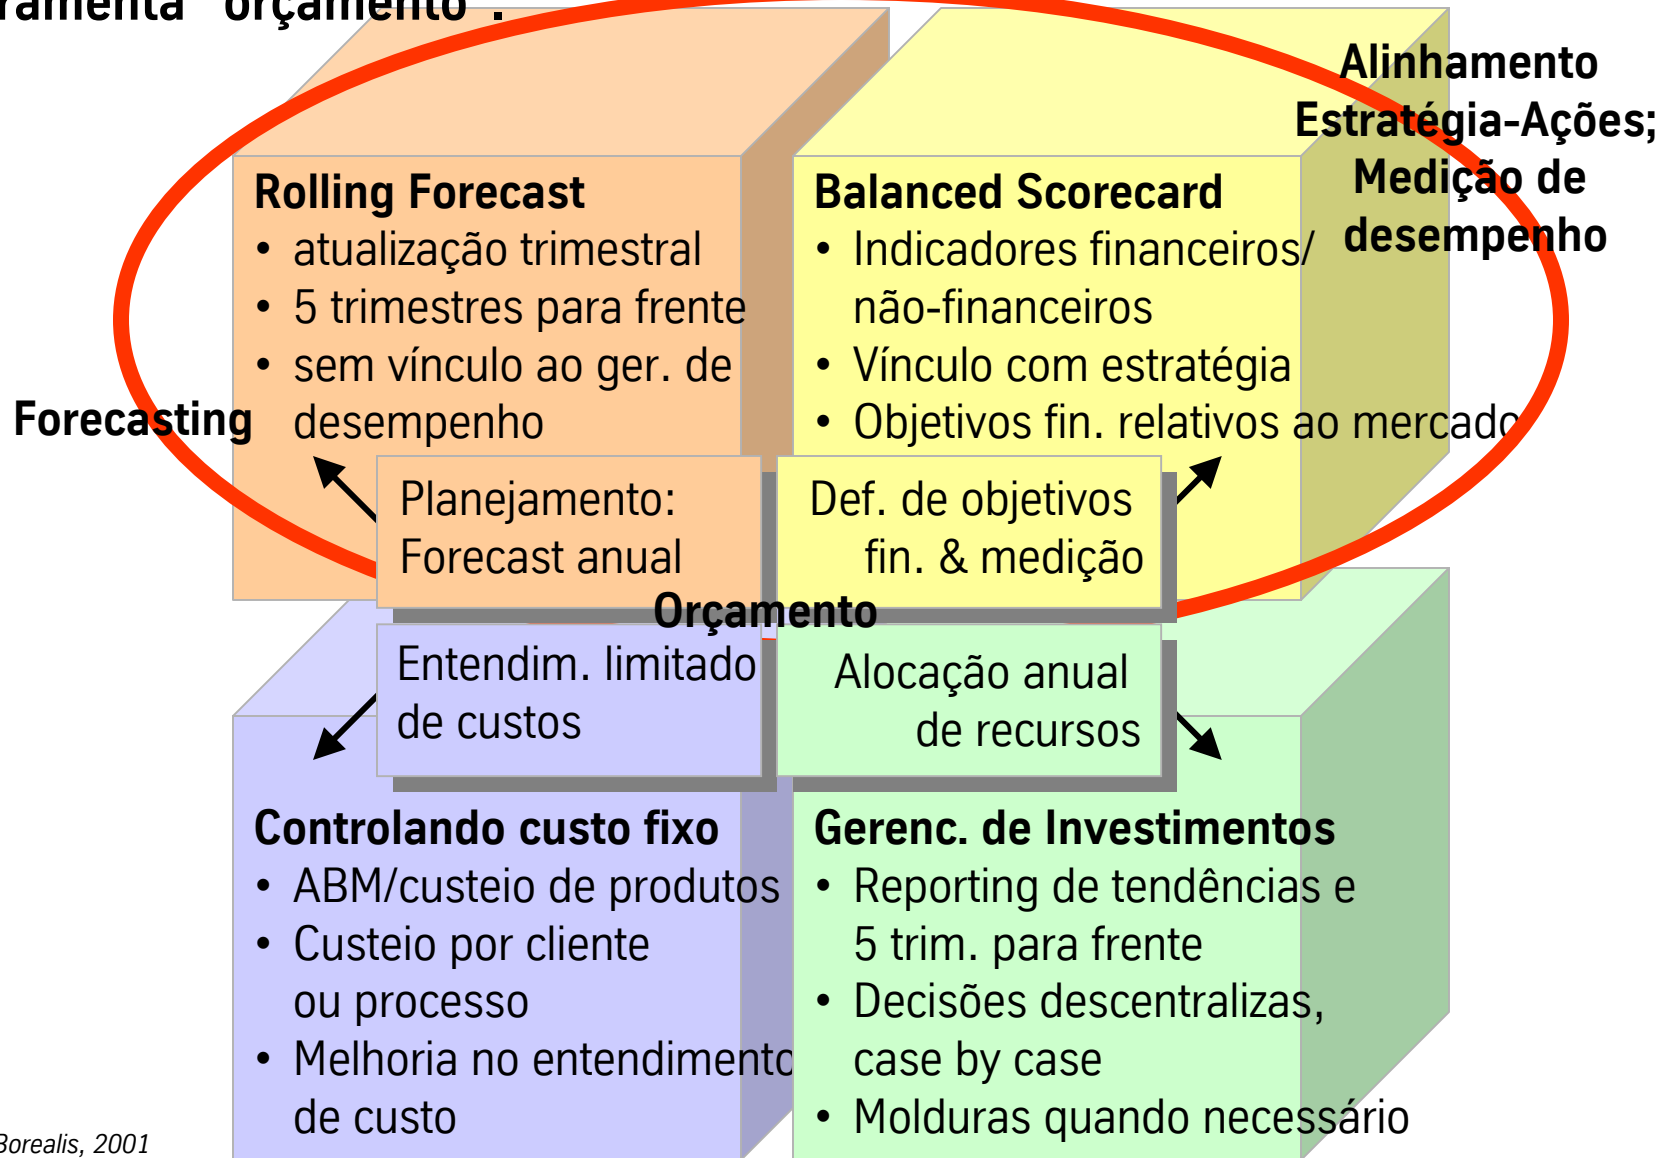 ramenta "orçamento".
Alinhamento
Estratégia-Ações;
Medição de
desempenho
Rolling Forecast
• atualização trimestral
• 5 trimestres para frente
• sem vínculo ao ger. de
desempenho
Balanced Scorecard
• Indicadores financeiros/
não-financeiros
• Vínculo com estratégia
• Objetivos fin. relativos ao mercado
Forecasting
Planejamento:
Forecast anual
Def. de objetivos
fin. & medição
Orçamento
Entendim. limitado
de custos
Alocação anual
de recursos
Controlando custo fixo
• ABM/custeio de produtos
• Custeio por cliente
ou processo
• Melhoria no entendimento
de custo
Gerenc. de Investimentos
• Reporting de tendências e
5 trim. para frente
• Decisões descentralizas,
case by case
• Molduras quando necessário
Borealis, 2001